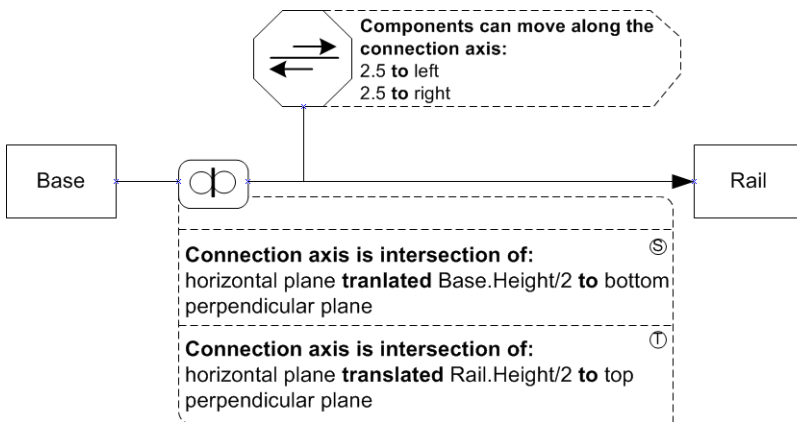 Components can move along the
connection axis:
2.5 to left
2.5 to right
Base
Rail
S
Connection axis is intersection of:
horizontal plane tranlated Base.Height/2 to bottom
perpendicular plane
T
Connection axis is intersection of:
horizontal plane translated Rail.Height/2 to top
perpendicular plane